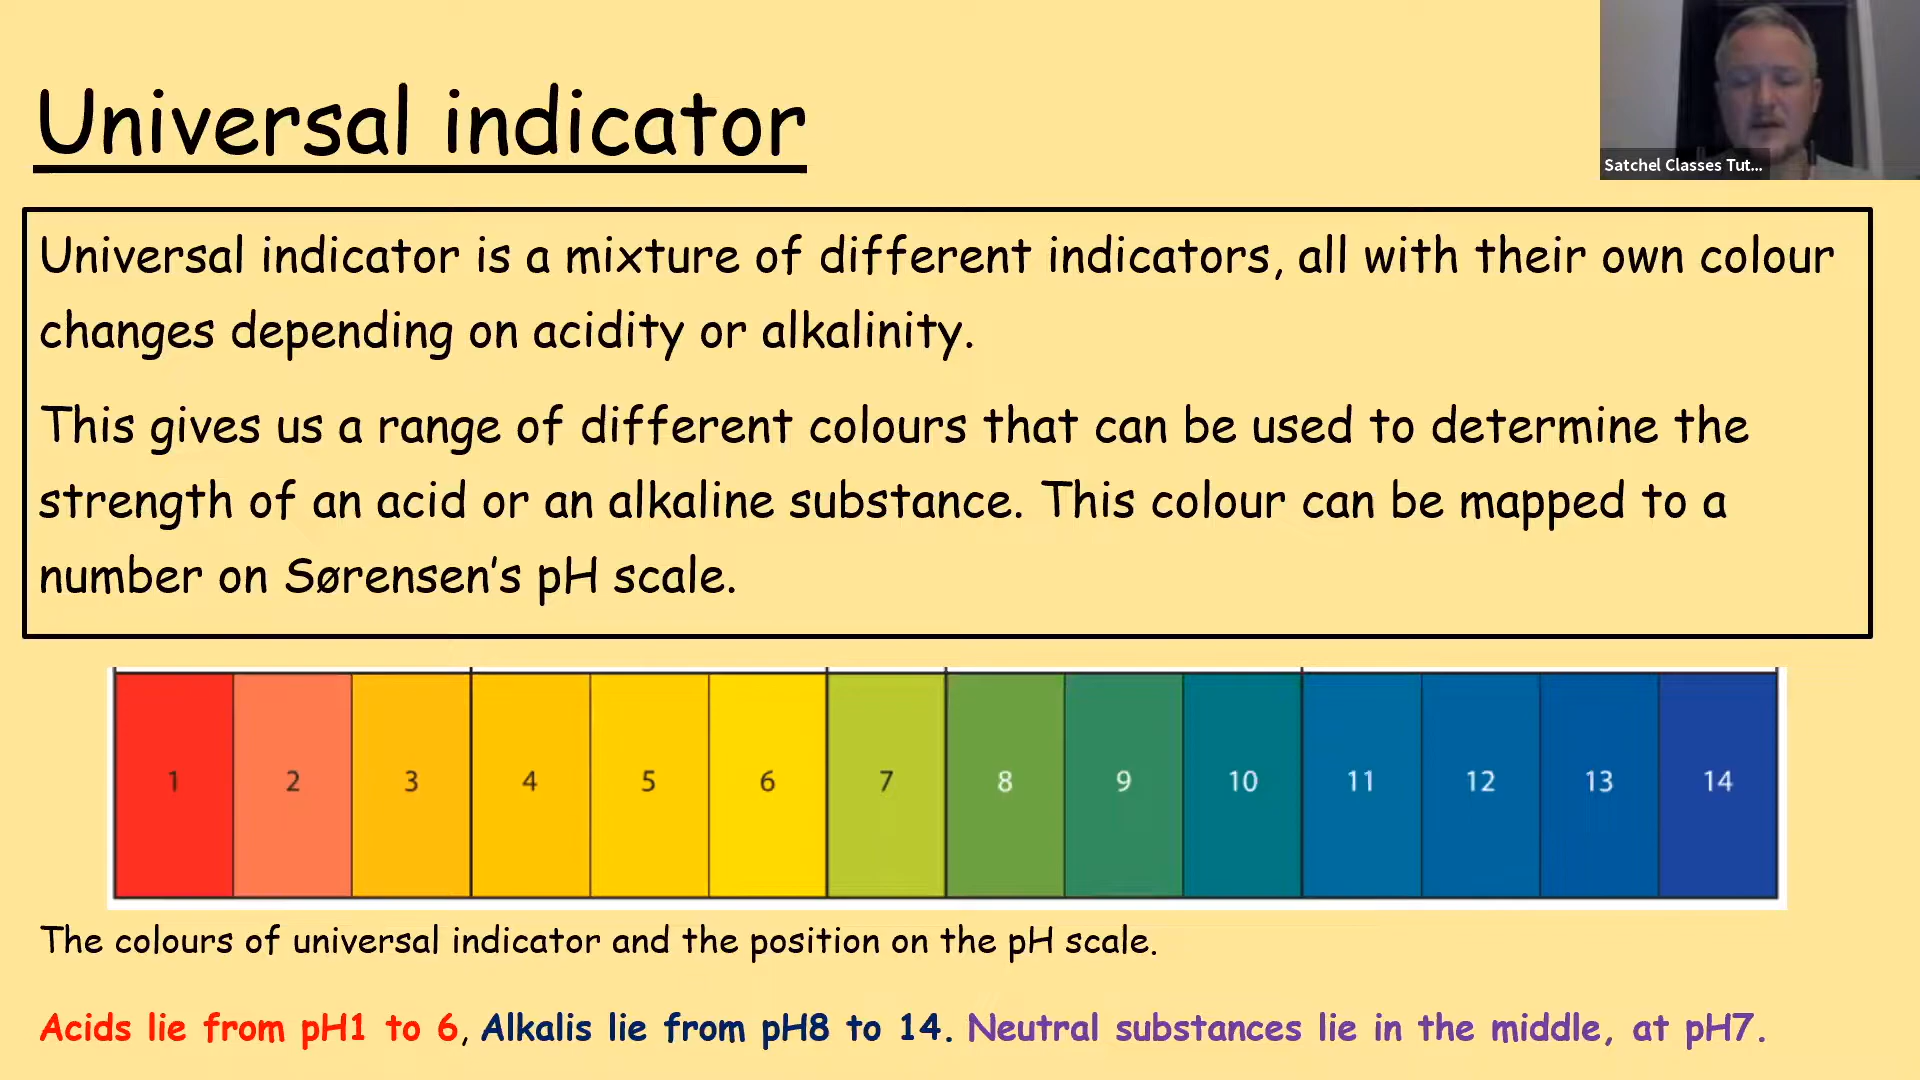 Universal indicator
Satchel Classes Tut...
Universal indicator is a mixture of different indicators, all with their own colour
changes depending on acidity or alkalinity.
This gives us a range of different colours that can be used to determine the
strength of an acid or an alkaline substance. This colour can be mapped to a
number on Sørensen's pH scale.
1 2 3 4 5 6 7 8 9 10 11 12 13 14
The colours of universal indicator and the position on the pH scale.
Acids lie from pH1 to 6, Alkalis lie from pH8 to 14. Neutral substances lie in the middle, at pH7.